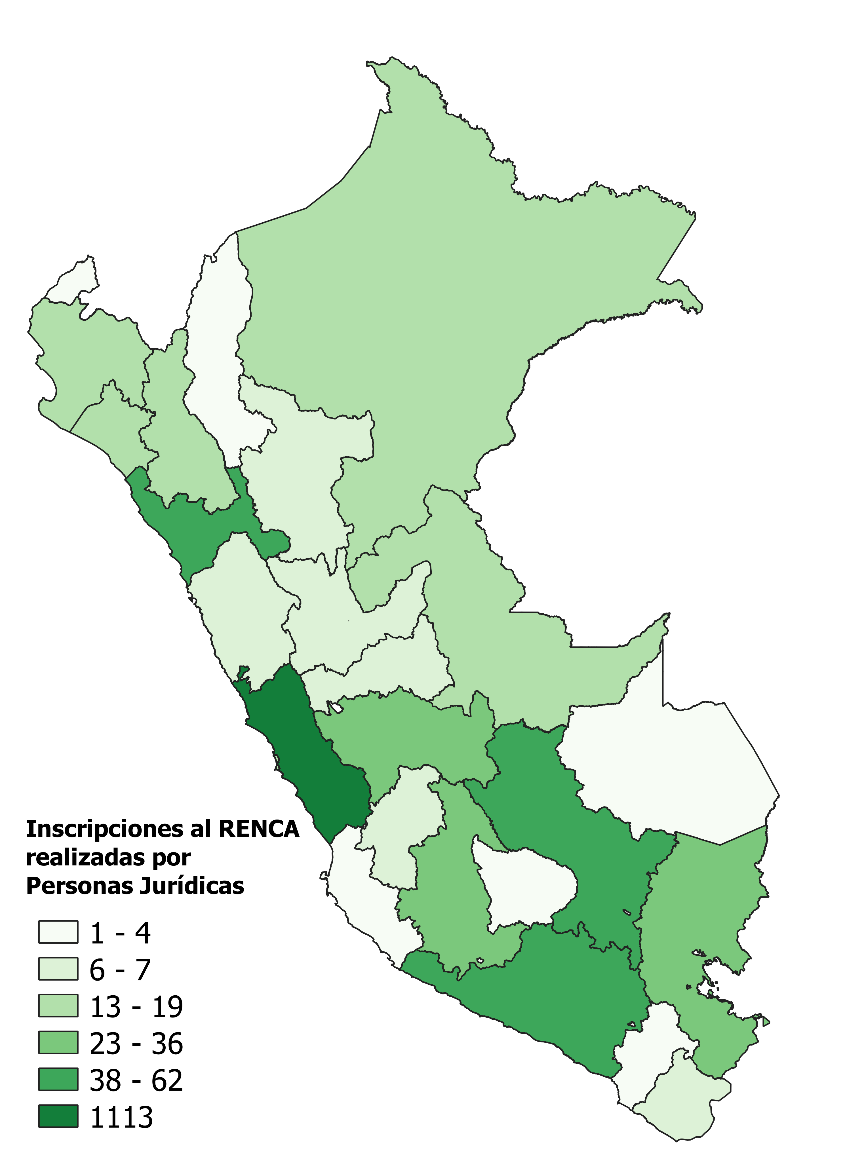 Inscripciones al RENCA
realizadas por
Personas Jurídicas
1 - 4
6 - 7
13 - 19
23 - 36
38 - 62
1113